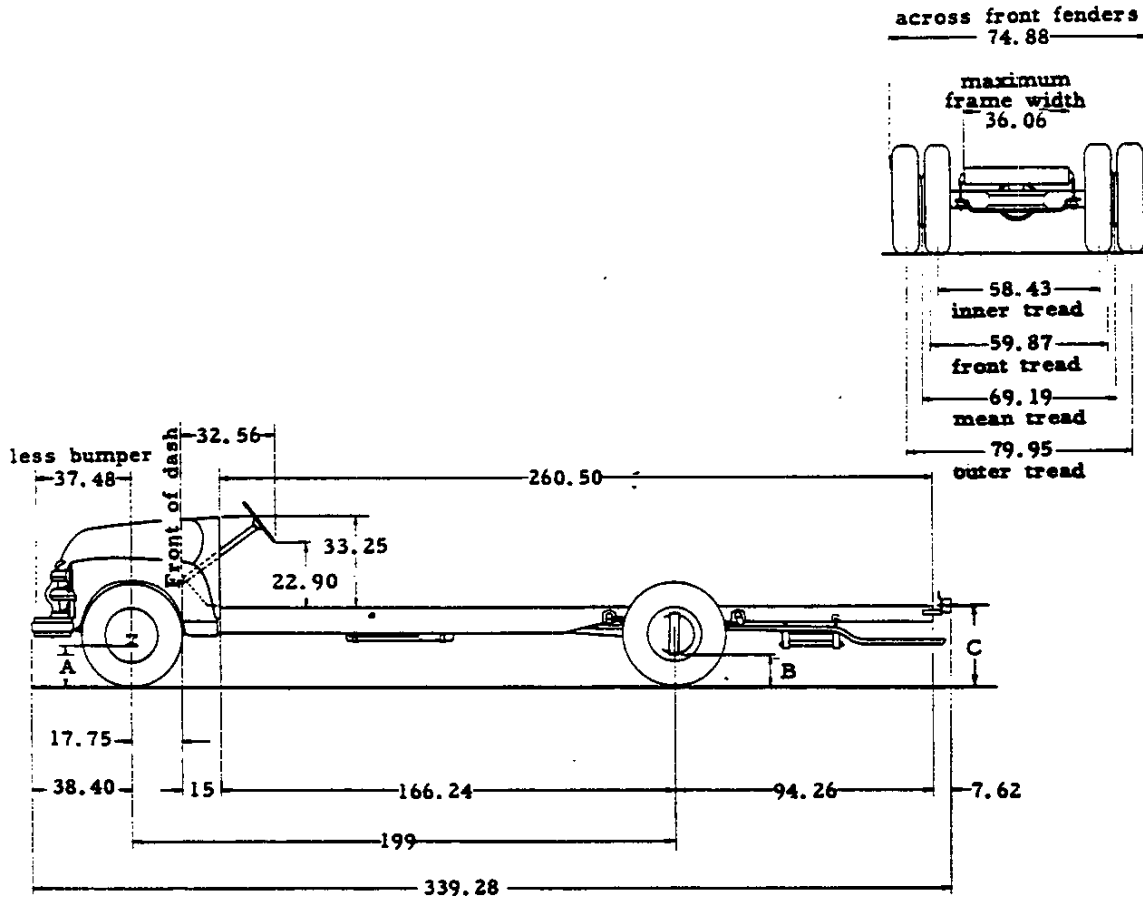 across front fenders
74.88
maximum
frame width
36.06
58.43
inner tread
59.87
front tread
69.19
mean tread
79.95
outer tread
less bumper
37.48
Front of dash
32.56
260.50
33.25
22.90
A
B
C
17.75
38.40
15
166.24
94.26
7.62
199
339.28